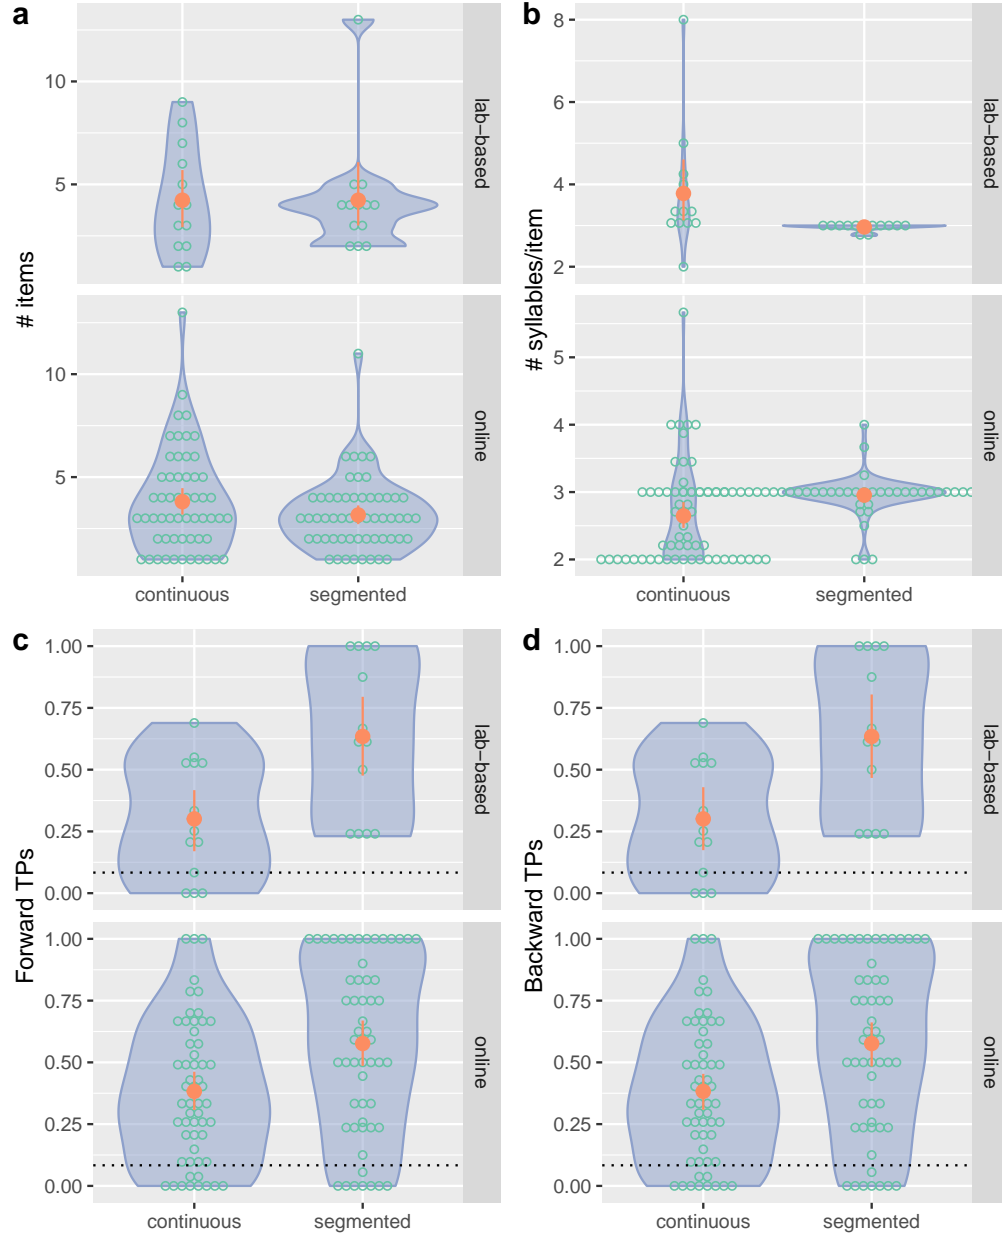 a
# items
10
5
lab−based
10
5
online
continuous segmented
b
# syllables/item
8
6
4
2
lab−based
5
4
3
2
online
continuous segmented
c
Forward TPs
1.00
0.75
0.50
0.25
0.00
lab−based
1.00
0.75
0.50
0.25
0.00
online
continuous segmented
d
Backward TPs
1.00
0.75
0.50
0.25
0.00
lab−based
1.00
0.75
0.50
0.25
0.00
online
continuous segmented